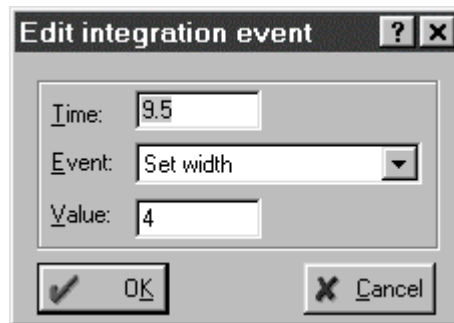 Edit integration event ? ×
Time: 9.5
Event: Set width
Value: 4
OK Cancel